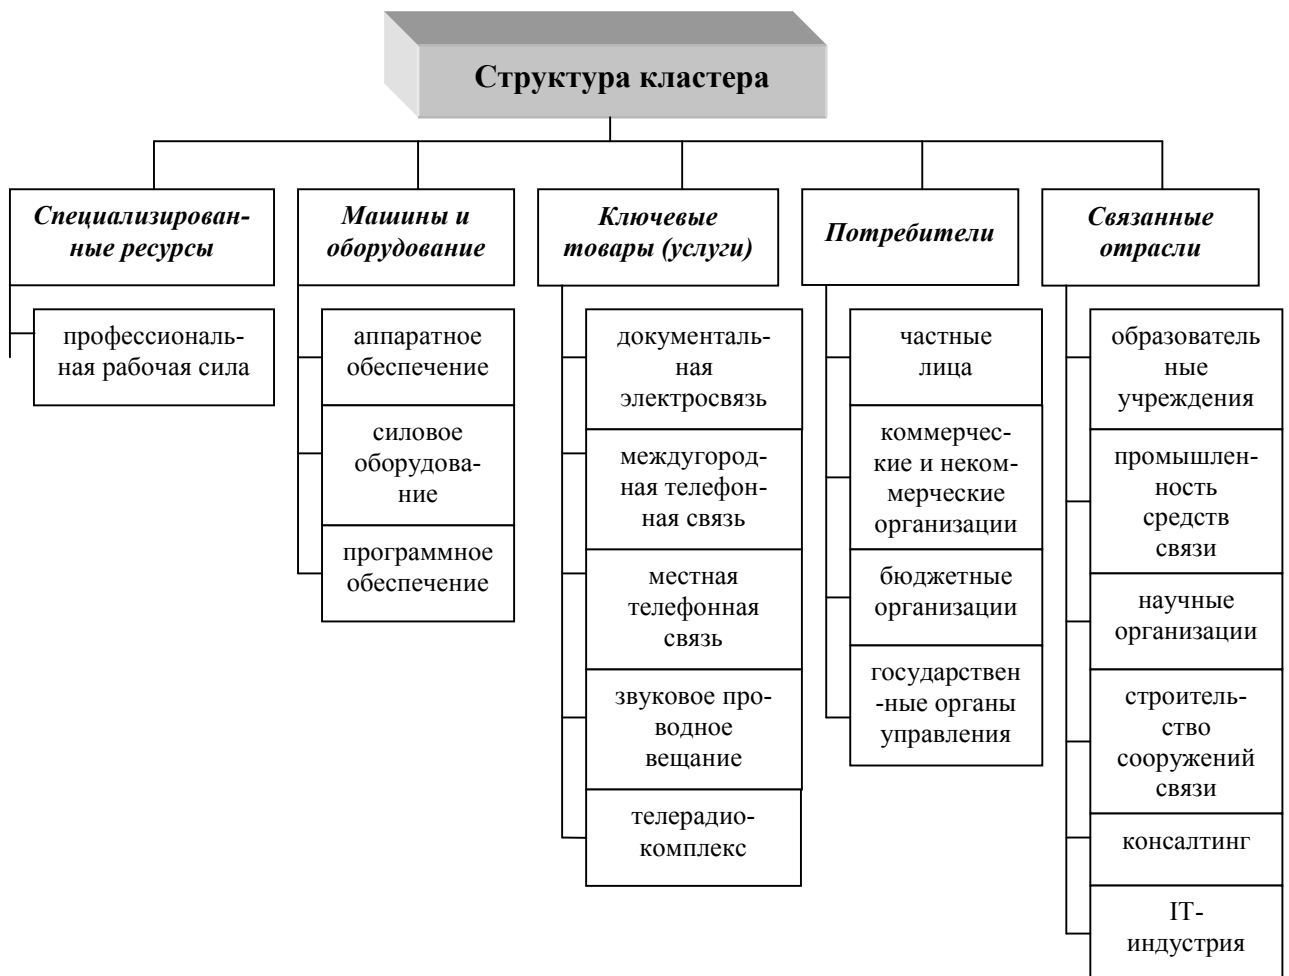 Структура кластера
Специализирован-
ные ресурсы
профессиональ-
ная рабочая сила
Машины и
оборудование
аппаратное
обеспечение
силовое
оборудова-
ние
программное
обеспечение
Ключевые
товары (услуги)
документаль-
ная
электросвязь
междугород-
ная телефон-
ная связь
местная
телефонная
связь
звуковое про-
водное
вещание
телерадио-
комплекс
Потребители
частные
лица
коммерчес-
кие и неком-
мерческие
организации
бюджетные
организации
государствен
-ные органы
управления
Связанные
отрасли
образователь
ные
учреждения
промышлен-
ность
средств
связи
научные
организации
строитель-
ство
сооружений
связи
консалтинг
IT-
индустрия